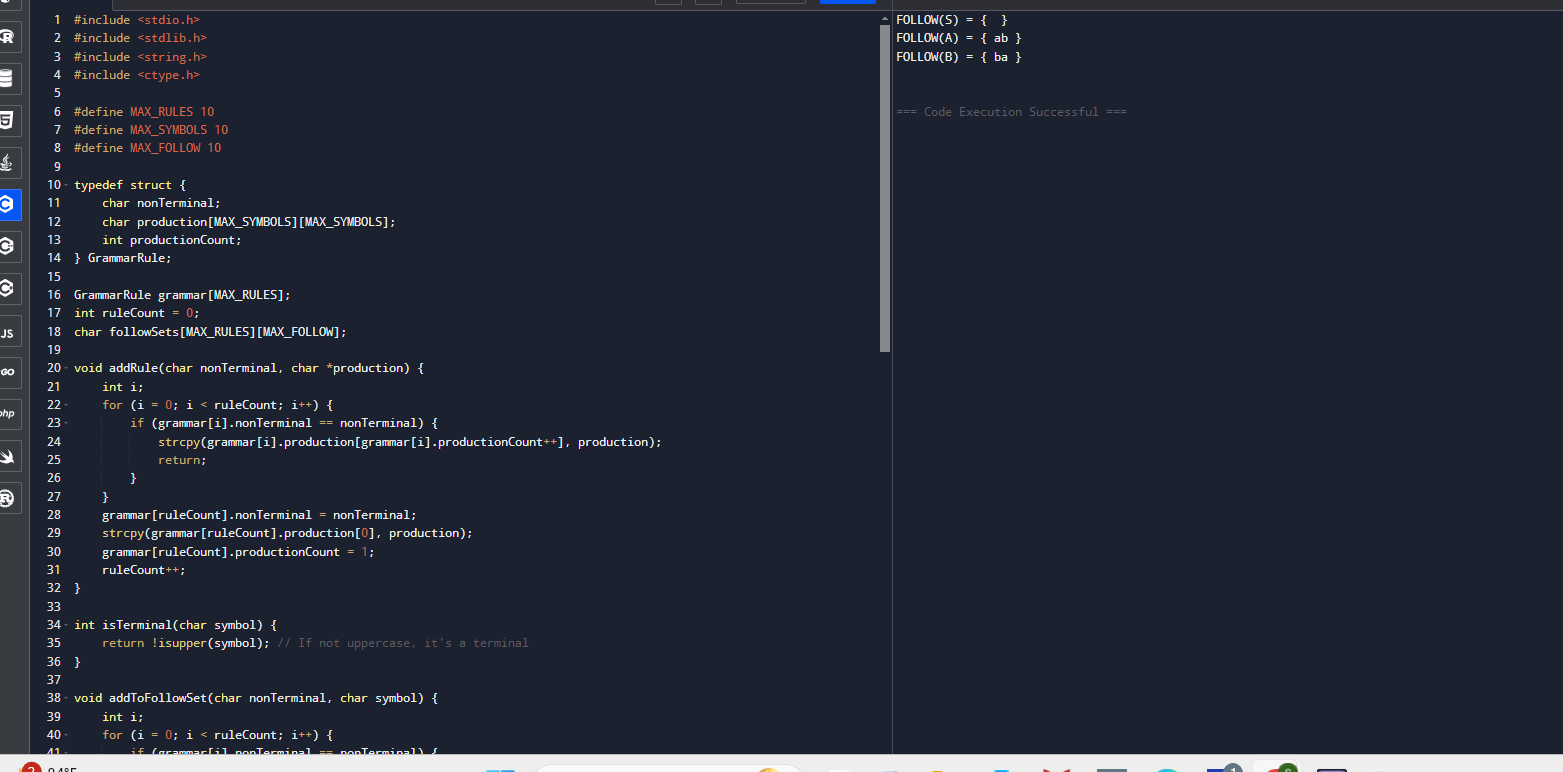 1 #include <stdio.h>
2 #include <stdlib.h>
3 #include <string.h>
4 #include <ctype.h>
5
6 #define MAX_RULES 10
7 #define MAX_SYMBOLS 10
8 #define MAX_FOLLOW 10
9
10 typedef struct {
11     char nonTerminal;
12     char production[MAX_SYMBOLS][MAX_SYMBOLS];
13     int productionCount;
14 } GrammarRule;
15
16 GrammarRule grammar[MAX_RULES];
17 int ruleCount = 0;
18 char followSets[MAX_RULES][MAX_FOLLOW];
19
20 void addRule(char nonTerminal, char *production) {
21     int i;
22     for (i = 0; i < ruleCount; i++) {
23         if (grammar[i].nonTerminal == nonTerminal) {
24             strcpy(grammar[i].production[grammar[i].productionCount++], production);
25             return;
26         }
27     }
28     grammar[ruleCount].nonTerminal = nonTerminal;
29     strcpy(grammar[ruleCount].production[0], production);
30     grammar[ruleCount].productionCount = 1;
31     ruleCount++;
32 }
33
34 int isTerminal(char symbol) {
35     return !isupper(symbol); // If not uppercase, it's a terminal
36 }
37
38 void addToFollowSet(char nonTerminal, char symbol) {
39     int i;
40     for (i = 0; i < ruleCount; i++) {
41         if (grammar[i].nonTerminal == nonTerminal) {
FOLLOW(S) = {  }
FOLLOW(A) = { ab }
FOLLOW(B) = { ba }
=== Code Execution Successful ===
R
5
JS
GO
php
2